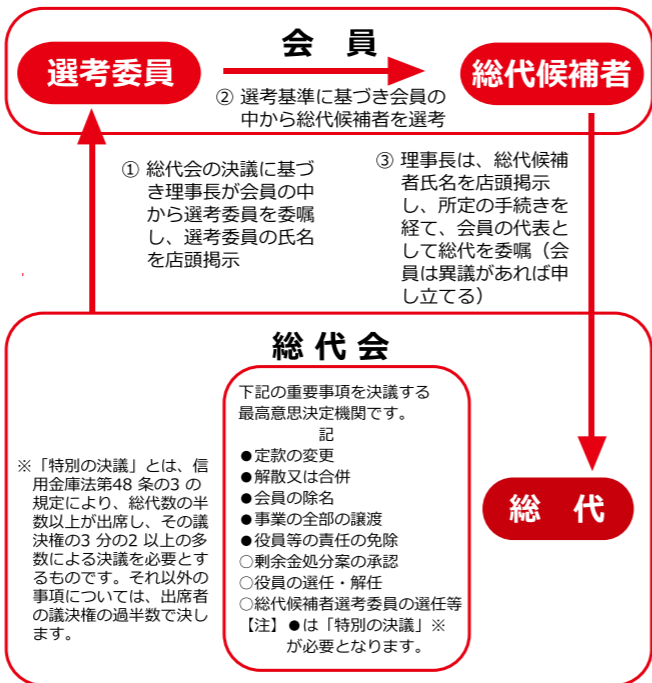 会　員
選考委員
総代候補者
② 選考基準に基づき会員の
中から総代候補者を選考
① 総代会の決議に基づ
き理事長が会員の中
から選考委員を委嘱
し、選考委員の氏名
を店頭掲示
③ 理事長は、総代候補
者氏名を店頭掲示
し、所定の手続きを
経て、会員の代表と
して総代を委嘱（会
員は異議があれば申
し立てる）
総 代 会
※「特別の決議」とは、信
用金庫法第48 条の3 の
規定により、総代数の半
数以上が出席し、その議
決権の3 分の2 以上の多
数による決議を必要とす
るものです。それ以外の
事項については、出席者
の議決権の過半数で決し
ます。
下記の重要事項を決議する
最高意思決定機関です。
記
●定款の変更
●解散又は合併
●会員の除名
●事業の全部の譲渡
●役員等の責任の免除
○剰余金処分案の承認
○役員の選任・解任
○総代候補者選考委員の選任等
【注】●は「特別の決議」※
が必要となります。
総　代